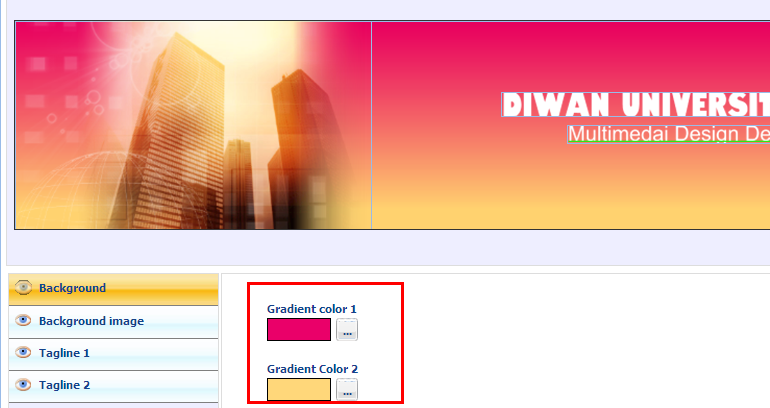 DIWAN UNIVERSIT
Multimedai Design De
Background
Background image
Tagline 1
Tagline 2
Gradient color 1
...
Gradient Color 2
...